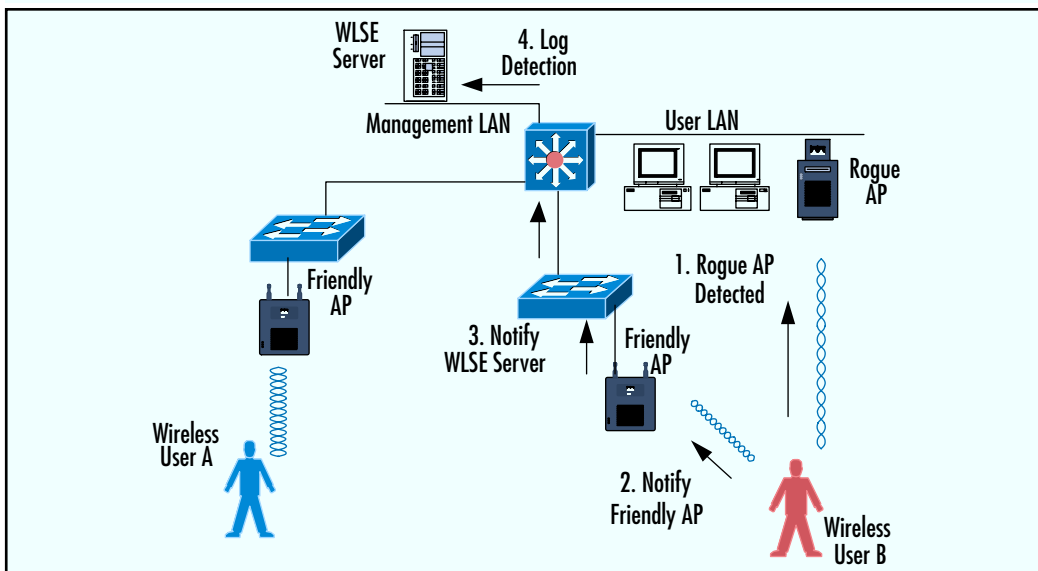 WLSE
Server
4. Log
Detection
Management LAN
User LAN
Rogue
AP
Friendly
AP
1. Rogue AP
Detected
3. Notify
WLSE Server
Friendly
AP
Wireless
User A
2. Notify
Friendly AP
Wireless
User B